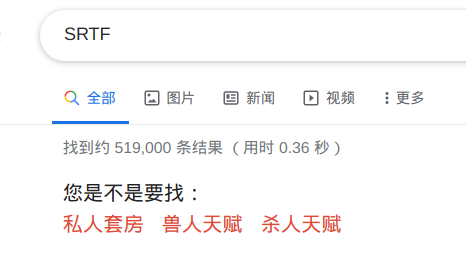 SRTF
全部 图片 新闻 视频 更多
找到约 519,000 条结果 （用时 0.36 秒）
您是不是要找：
私人套房 兽人天赋 杀人天赋